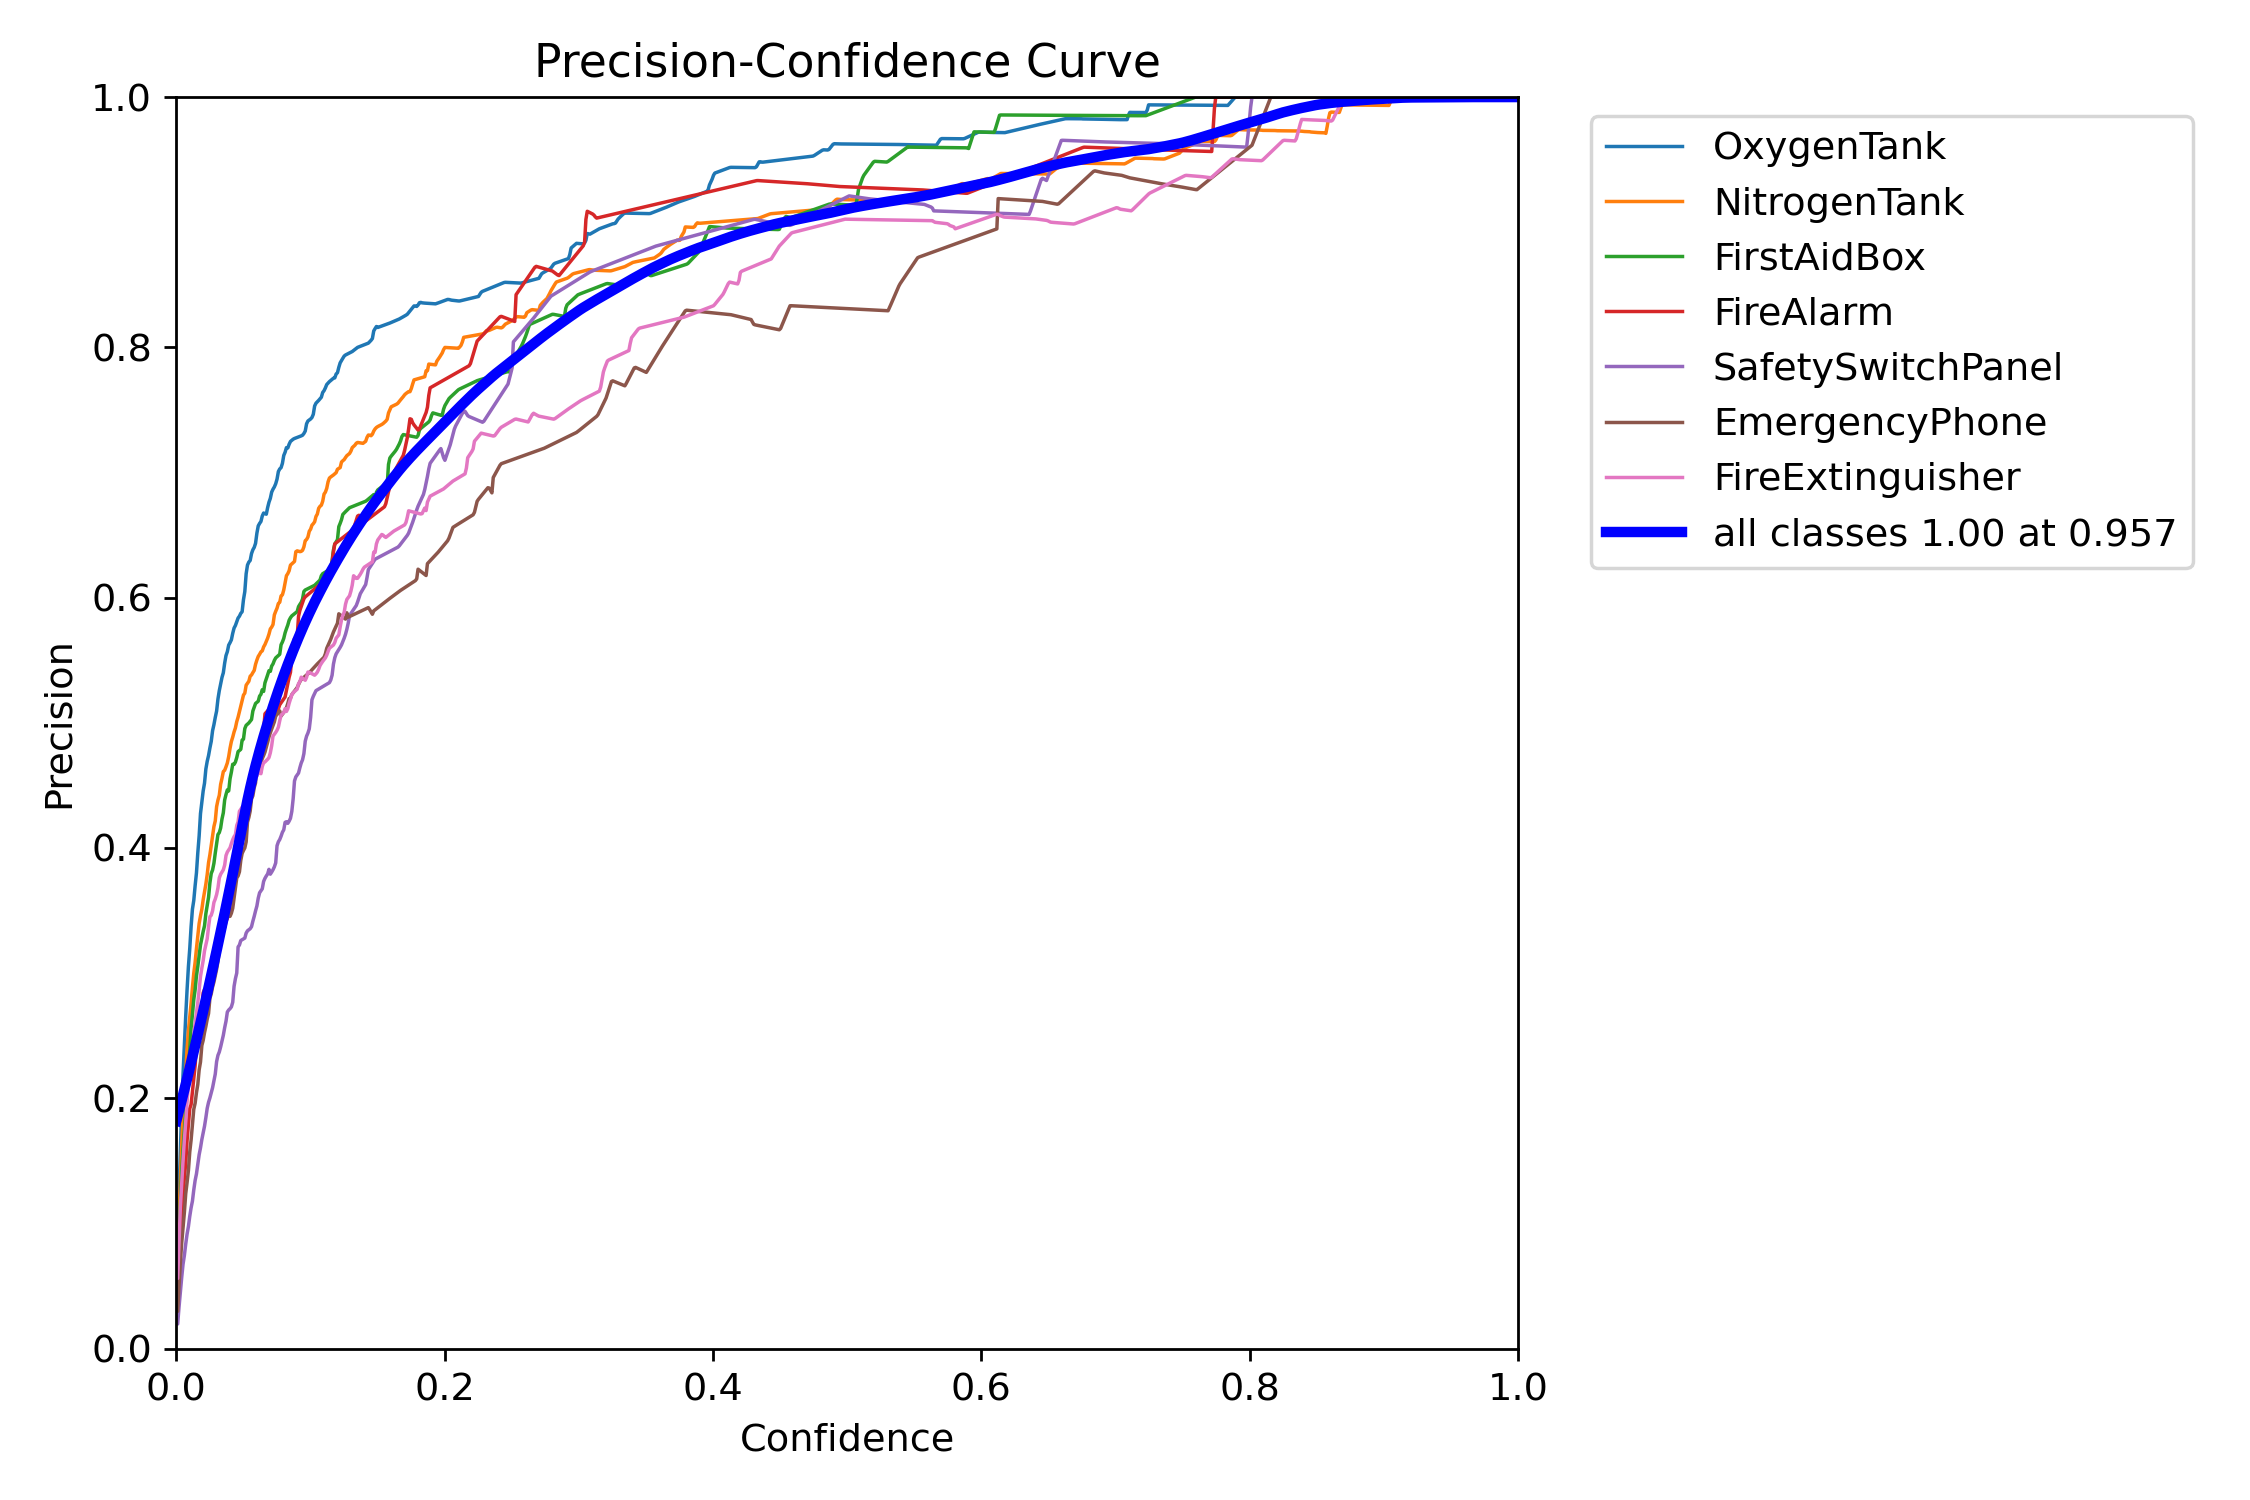 Precision-Confidence Curve
1.0
0.8
0.6
0.4
0.2
0.0
Precision
0.0 0.2 0.4 0.6 0.8 1.0
Confidence
OxygenTank
NitrogenTank
FirstAidBox
FireAlarm
SafetySwitchPanel
EmergencyPhone
FireExtinguisher
all classes 1.00 at 0.957